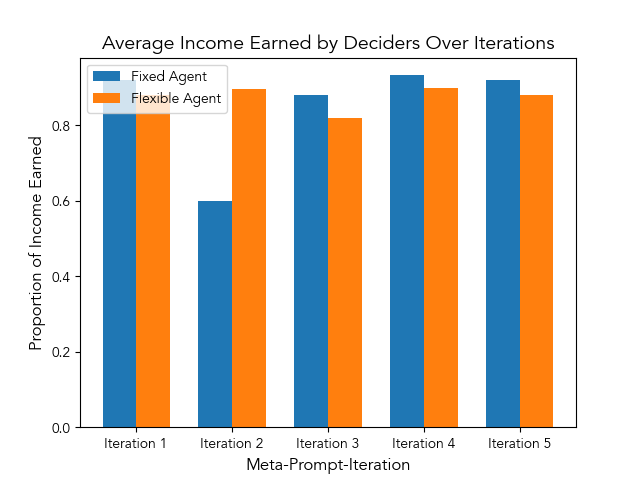 Average Income Earned by Deciders Over Iterations
Fixed Agent
Flexible Agent
Proportion of Income Earned
0.8
0.6
0.4
0.2
0.0
Iteration 1
Iteration 2
Iteration 3
Iteration 4
Iteration 5
Meta-Prompt-Iteration